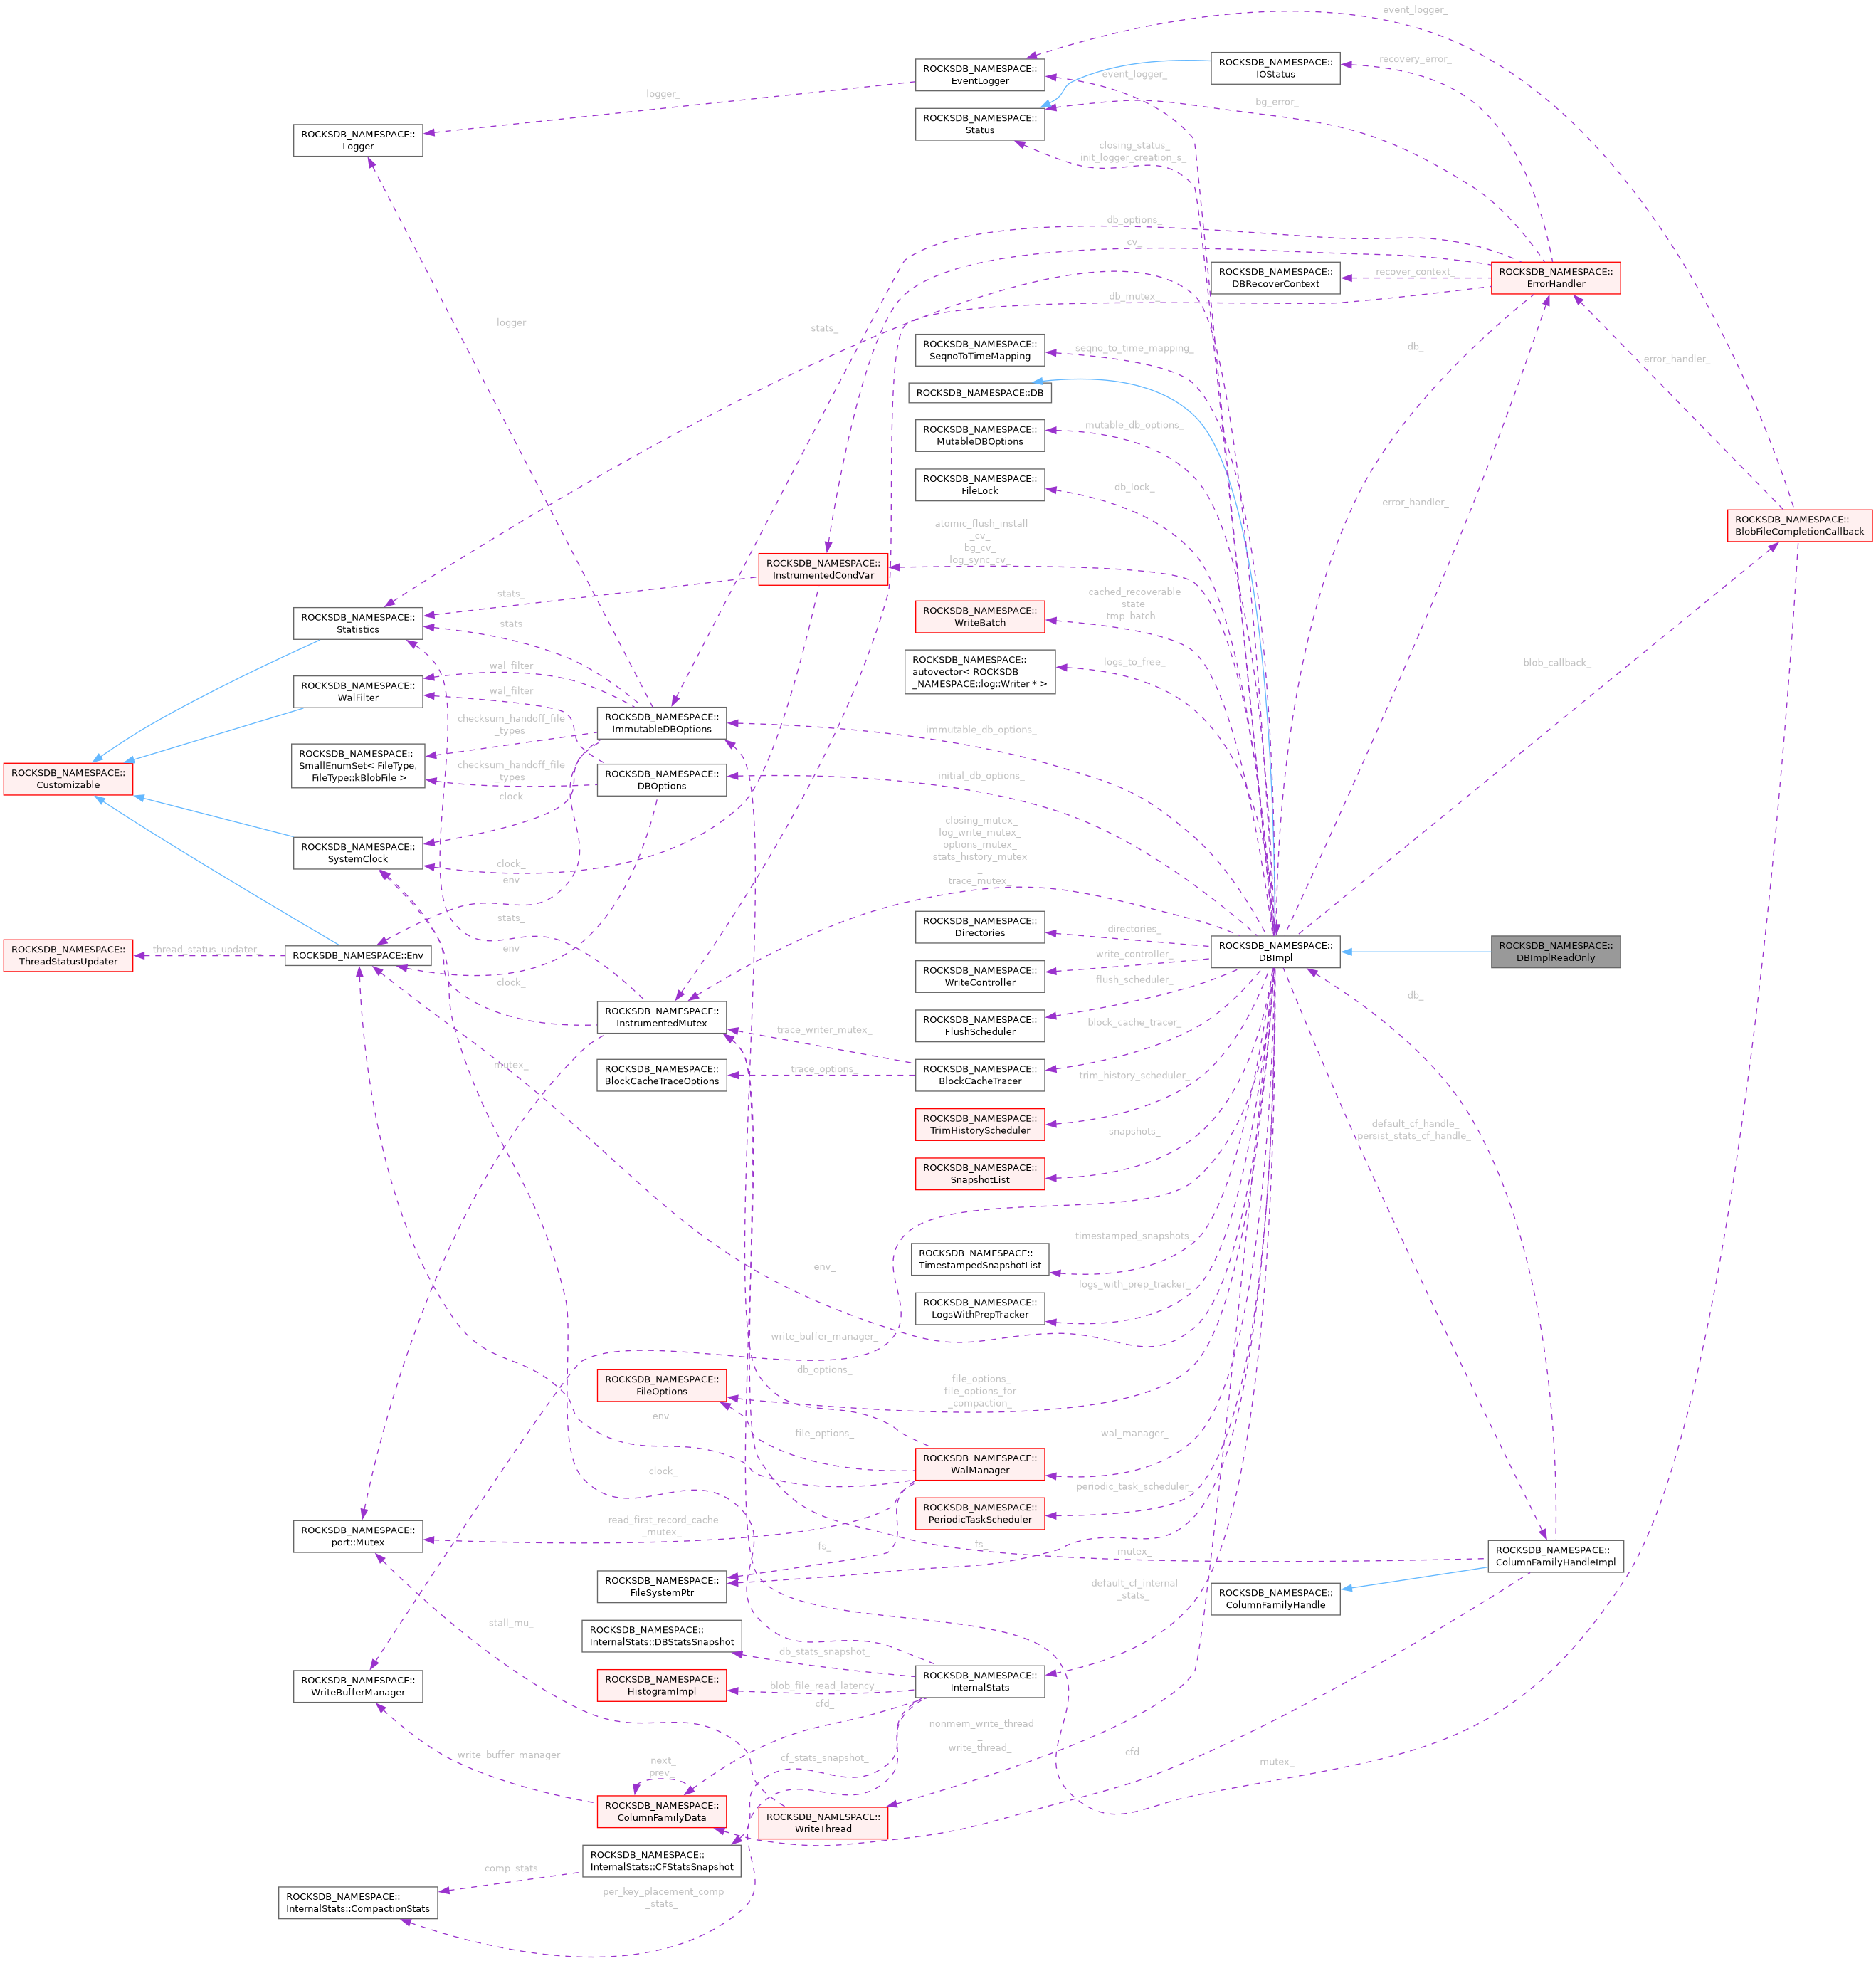 event_logger_
ROCKSDB_NAMESPACE::
EventLogger
ROCKSDB_NAMESPACE::
IOStatus
recovery_error_
event_logger_
logger_
bg_error_
ROCKSDB_NAMESPACE::
Status
ROCKSDB_NAMESPACE::
Logger
closing_status_
init_logger_creation_s_
db_options_
cv_
ROCKSDB_NAMESPACE::
DBRecoverContext
recover_context_
ROCKSDB_NAMESPACE::
ErrorHandler
db_mutex_
logger
stats_
ROCKSDB_NAMESPACE::
SeqnoToTimeMapping
seqno_to_time_mapping_
db_
error_handler_
ROCKSDB_NAMESPACE::DB
ROCKSDB_NAMESPACE::
MutableDBOptions
mutable_db_options_
ROCKSDB_NAMESPACE::
FileLock
db_lock_
error_handler_
ROCKSDB_NAMESPACE::
BlobFileCompletionCallback
atomic_flush_install
_cv_
bg_cv_
log_sync_cv_
ROCKSDB_NAMESPACE::
InstrumentedCondVar
stats_
ROCKSDB_NAMESPACE::
WriteBatch
cached_recoverable
_state_
tmp_batch_
ROCKSDB_NAMESPACE::
Statistics
stats
ROCKSDB_NAMESPACE::
autovector< ROCKSDB
_NAMESPACE::log::Writer * >
logs_to_free_
blob_callback_
wal_filter
ROCKSDB_NAMESPACE::
WalFilter
wal_filter
ROCKSDB_NAMESPACE::
ImmutableDBOptions
immutable_db_options_
checksum_handoff_file
_types
ROCKSDB_NAMESPACE::
SmallEnumSet< FileType,
FileType::kBlobFile >
ROCKSDB_NAMESPACE::
Customizable
checksum_handoff_file
_types
ROCKSDB_NAMESPACE::
DBOptions
initial_db_options_
clock
ROCKSDB_NAMESPACE::
SystemClock
clock_
env
closing_mutex_
log_write_mutex_
options_mutex_
stats_history_mutex
_
trace_mutex_
stats_
ROCKSDB_NAMESPACE::
Directories
directories_
ROCKSDB_NAMESPACE::
DBImpl
ROCKSDB_NAMESPACE::
DBImplReadOnly
ROCKSDB_NAMESPACE::
ThreadStatusUpdater
thread_status_updater_
ROCKSDB_NAMESPACE::Env
env
ROCKSDB_NAMESPACE::
WriteController
write_controller_
clock_
flush_scheduler_
db_
ROCKSDB_NAMESPACE::
InstrumentedMutex
ROCKSDB_NAMESPACE::
FlushScheduler
trace_writer_mutex_
block_cache_tracer_
mutex_
ROCKSDB_NAMESPACE::
BlockCacheTraceOptions
trace_options_
ROCKSDB_NAMESPACE::
BlockCacheTracer
trim_history_scheduler_
ROCKSDB_NAMESPACE::
TrimHistoryScheduler
default_cf_handle_
persist_stats_cf_handle_
snapshots_
ROCKSDB_NAMESPACE::
SnapshotList
timestamped_snapshots_
ROCKSDB_NAMESPACE::
TimestampedSnapshotList
env_
logs_with_prep_tracker_
ROCKSDB_NAMESPACE::
LogsWithPrepTracker
write_buffer_manager_
db_options_
ROCKSDB_NAMESPACE::
FileOptions
file_options_
file_options_for
_compaction_
env_
file_options_
wal_manager_
ROCKSDB_NAMESPACE::
WalManager
clock_
periodic_task_scheduler_
ROCKSDB_NAMESPACE::
PeriodicTaskScheduler
read_first_record_cache
_mutex_
ROCKSDB_NAMESPACE::
port::Mutex
fs_
fs_
mutex_
ROCKSDB_NAMESPACE::
ColumnFamilyHandleImpl
ROCKSDB_NAMESPACE::
FileSystemPtr
default_cf_internal
_stats_
ROCKSDB_NAMESPACE::
ColumnFamilyHandle
stall_mu_
ROCKSDB_NAMESPACE::
InternalStats::DBStatsSnapshot
db_stats_snapshot_
ROCKSDB_NAMESPACE::
WriteBufferManager
ROCKSDB_NAMESPACE::
HistogramImpl
blob_file_read_latency_
ROCKSDB_NAMESPACE::
InternalStats
cfd_
nonmem_write_thread
_
write_thread_
write_buffer_manager_
next_
prev_
cf_stats_snapshot_
cfd_
mutex_
ROCKSDB_NAMESPACE::
ColumnFamilyData
ROCKSDB_NAMESPACE::
WriteThread
ROCKSDB_NAMESPACE::
InternalStats::CFStatsSnapshot
comp_stats
ROCKSDB_NAMESPACE::
InternalStats::CompactionStats
per_key_placement_comp
_stats_